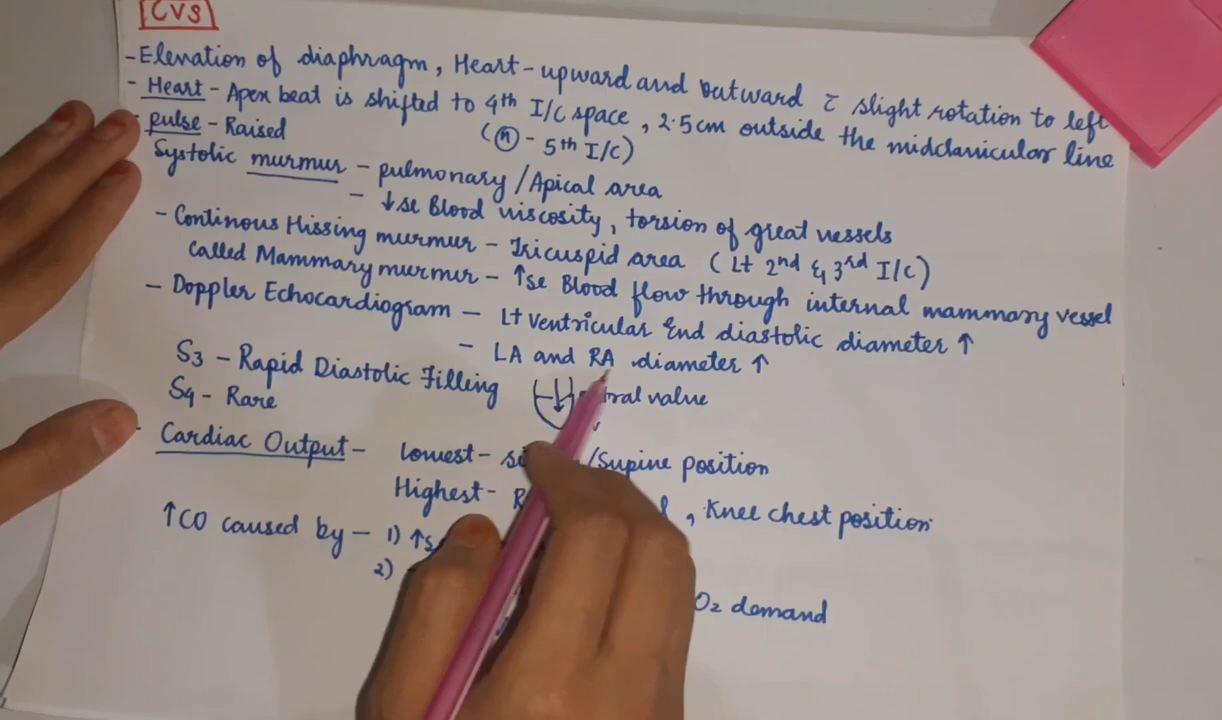 CVS
- Elevation of diaphragm, Heart - upward and outward c̄ slight rotation to left
- Heart - Apex beat is shifted to 4th I/C space, 2.5cm outside the midclavicular line
(n - 5th I/C)
- pulse - Raised
Systolic murmur - pulmonary / Apical area
- ↓se Blood viscosity, torsion of great vessels
- Continous Hissing murmur - Tricuspid area ( Lt 2nd & 3rd I/C)
called Mammary murmur - ↑se Blood flow through internal mammary vessel
- Doppler Echocardiogram - Lt Ventricular End diastolic diameter ↑
- LA and RA diameter ↑
S3 - Rapid Diastolic Filling
value
S4 - Rare
Cardiac Output - lowest - /Supine position
Highest - , Knee chest position
↑CO caused by - 1) ↑S
2)
O2 demand